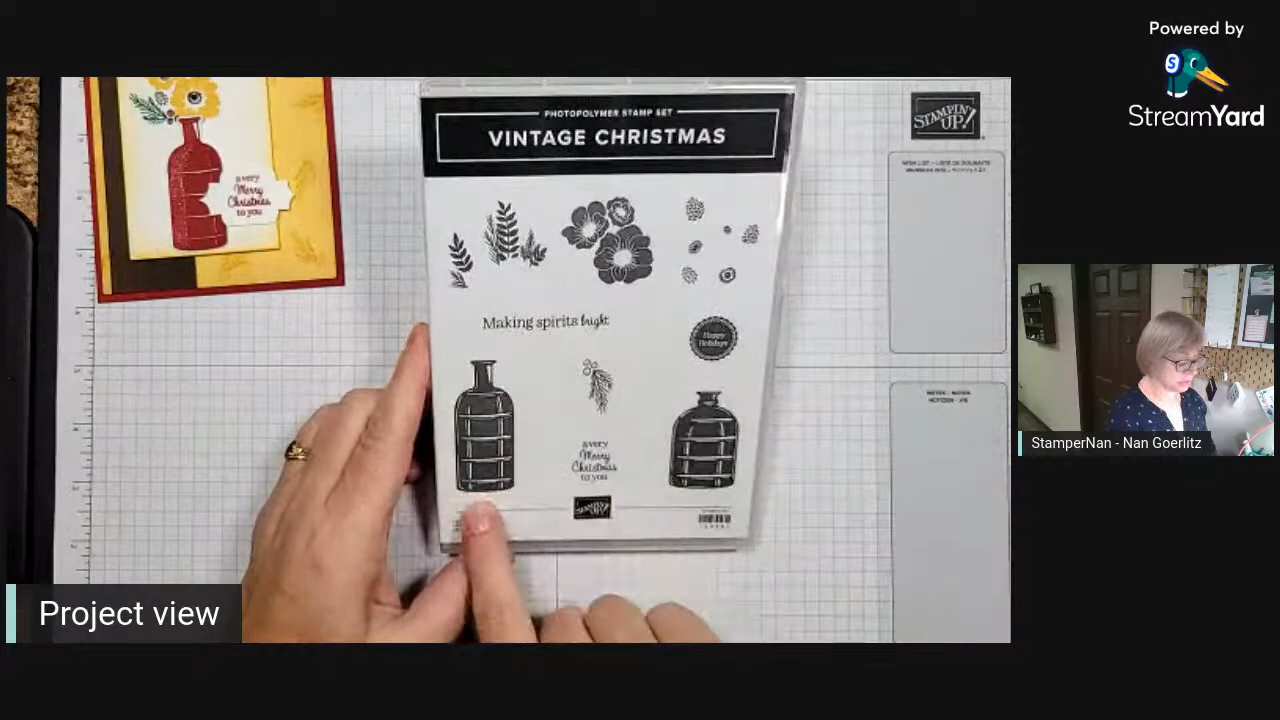 Powered by
StreamYard
PHOTOPOLYMER STAMP SET
VINTAGE CHRISTMAS
STAMPIN' UP!
a very
Merry
Christmas
to you
Making spirits bright
Happy
Holidays
a very
Merry
Christmas
to you
STAMPIN' UP!
StamperNan - Nan Goerlitz
Project view